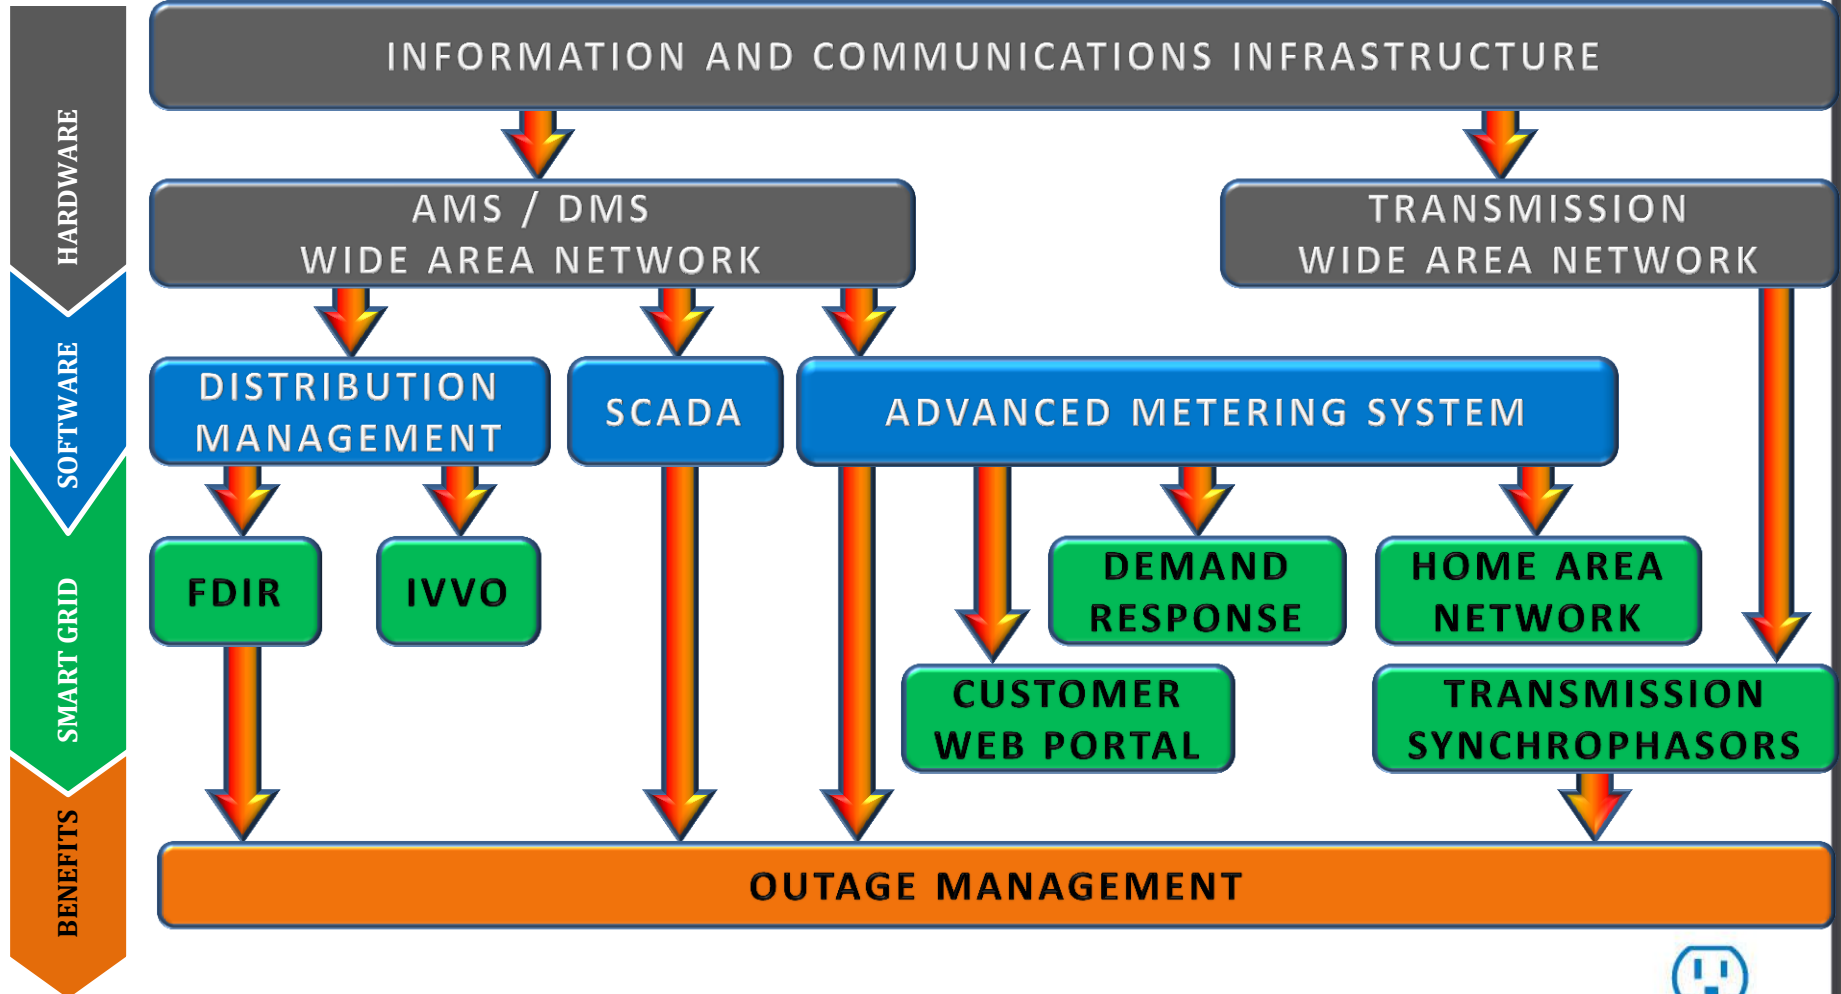 INFORMATION AND COMMUNICATIONS INFRASTRUCTURE
HARDWARE
AMS / DMS
WIDE AREA NETWORK
TRANSMISSION
WIDE AREA NETWORK
SOFTWARE
DISTRIBUTION
MANAGEMENT
SCADA
ADVANCED METERING SYSTEM
SMART GRID
FDIR
IVVO
DEMAND
RESPONSE
HOME AREA
NETWORK
CUSTOMER
WEB PORTAL
TRANSMISSION
SYNCHROPHASORS
BENEFITS
OUTAGE MANAGEMENT